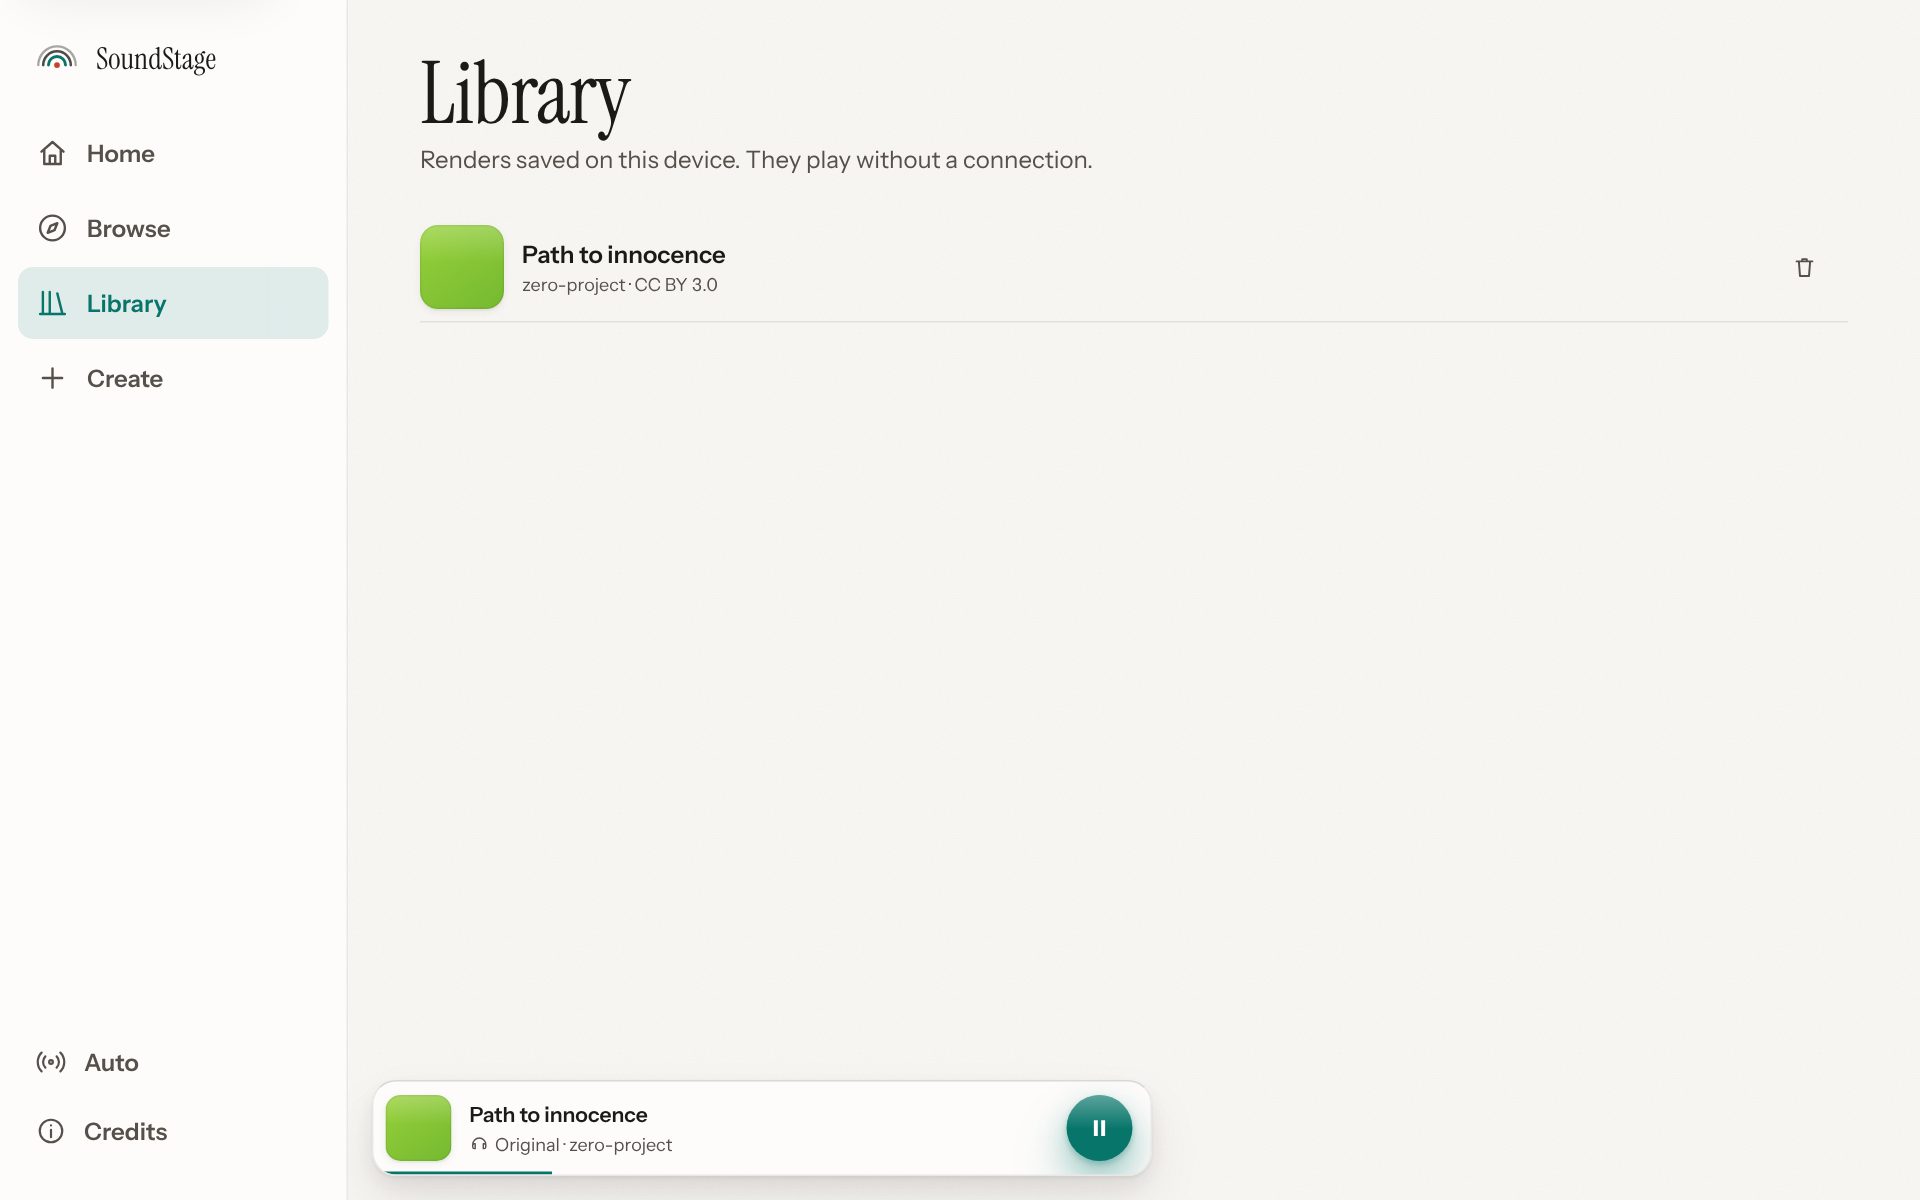 SoundStage
Home
Browse
Library
Create
Auto
Credits
Library
Renders saved on this device. They play without a connection.
Path to innocence
zero-project · CC BY 3.0
Path to innocence
Original · zero-project